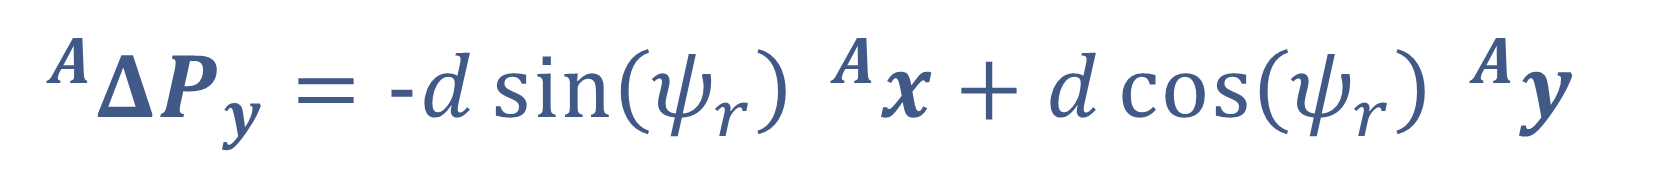 ᴬΔP_y = -d sin(ψ_r) ᴬx + d cos(ψ_r) ᴬy